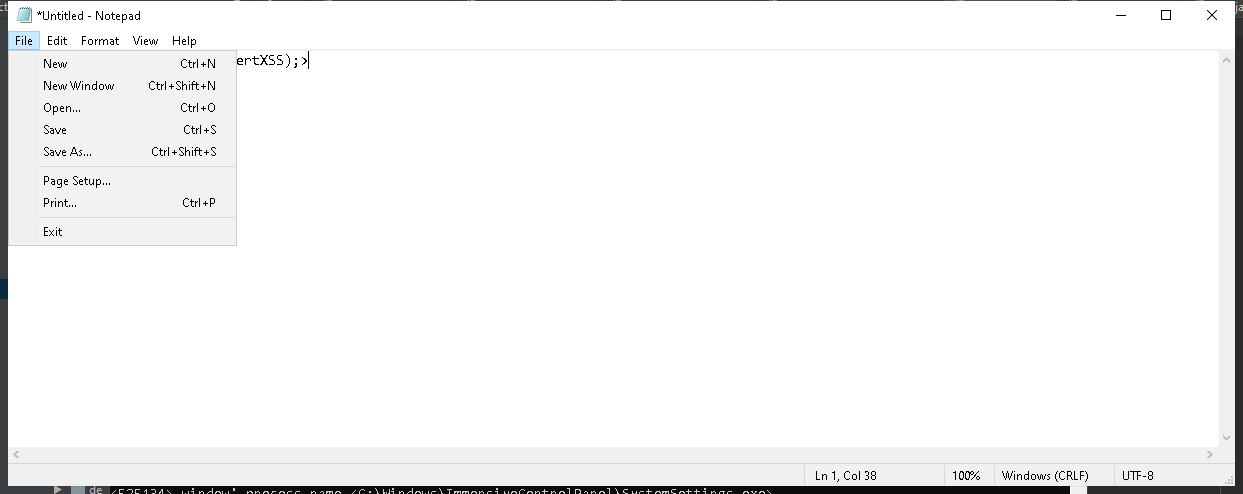 *Untitled - Notepad
File Edit Format View Help
ertXSS);>
New Ctrl+N
New Window Ctrl+Shift+N
Open... Ctrl+O
Save Ctrl+S
Save As... Ctrl+Shift+S
Page Setup...
Print... Ctrl+P
Exit
Ln 1, Col 38 100% Windows (CRLF) UTF-8
de <525134> window' process name <C:\Windows\ImmersiveControlPanel\SystemSettings.exe>